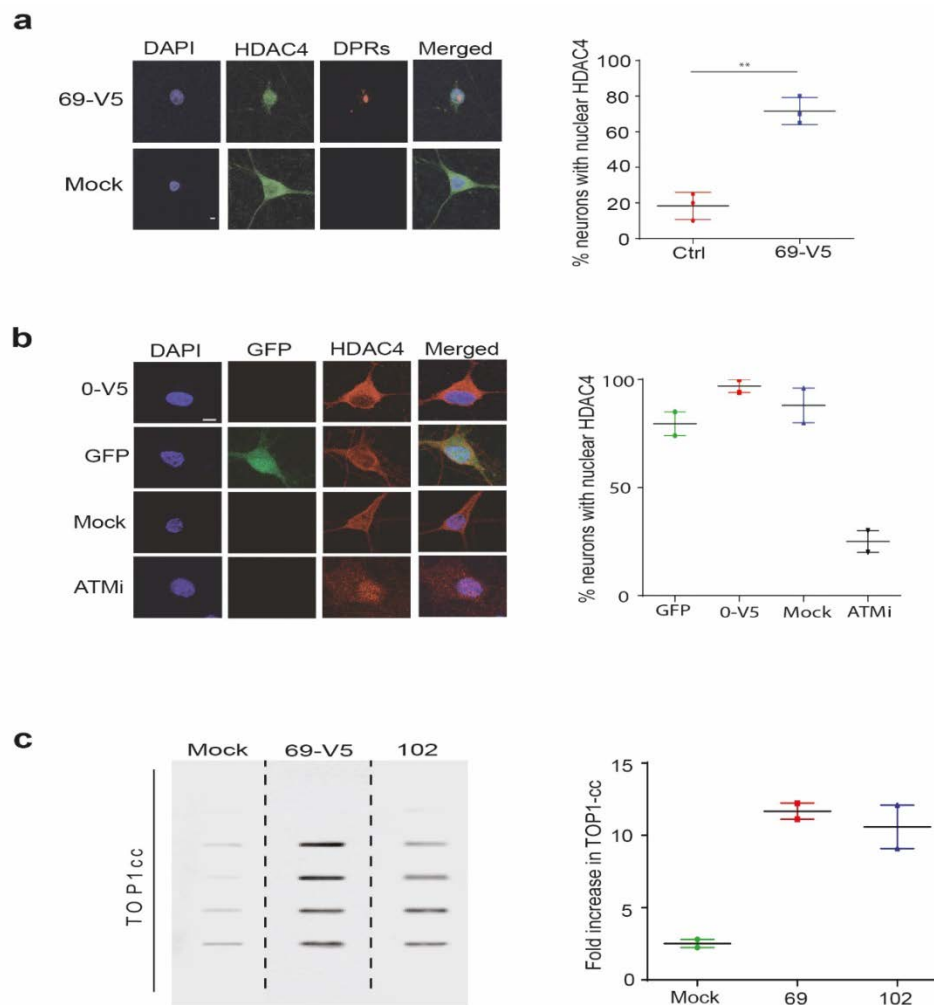 a
DAPI HDAC4 DPRs Merged
69-V5
Mock
% neurons with nuclear HDAC4
100
80
60
40
20
0
**
Ctrl 69-V5
b
DAPI GFP HDAC4 Merged
0-V5
GFP
Mock
ATMi
% neurons with nuclear HDAC4
100
50
0
GFP 0-V5 Mock ATMi
c
Mock 69-V5 102
TOP1cc
Fold increase in TOP1-cc
15
10
5
0
Mock 69 102